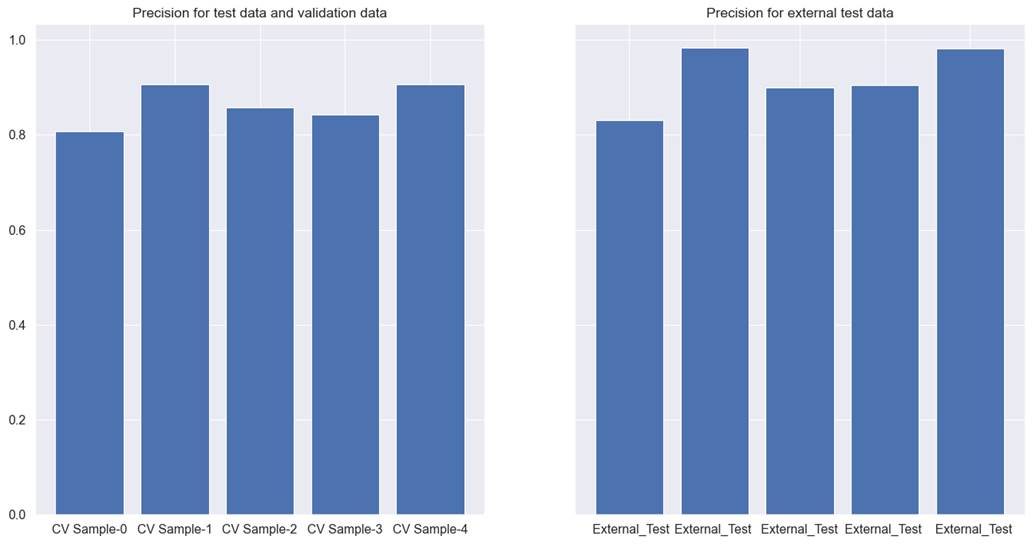 Precision for test data and validation data
1.0
0.8
0.6
0.4
0.2
0.0
CV Sample-0 CV Sample-1 CV Sample-2 CV Sample-3 CV Sample-4
Precision for external test data
External_Test External_Test External_Test External_Test External_Test